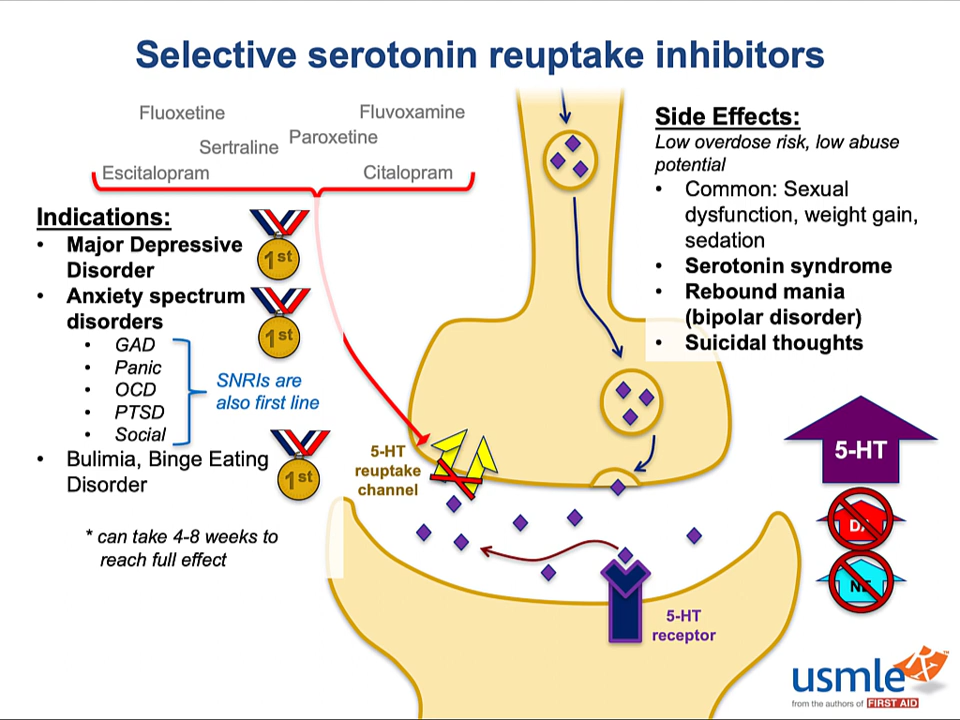 Selective serotonin reuptake inhibitors
Fluoxetine
Fluvoxamine
Sertraline
Paroxetine
Escitalopram
Citalopram
Indications:
• Major Depressive
Disorder
1st
• Anxiety spectrum
disorders
1st
• GAD
• Panic
• OCD
• PTSD
• Social
SNRIs are
also first line
• Bulimia, Binge Eating
Disorder
1st
* can take 4-8 weeks to
reach full effect
5-HT
reuptake
channel
5-HT
receptor
Side Effects:
Low overdose risk, low abuse
potential
• Common: Sexual
dysfunction, weight gain,
sedation
• Serotonin syndrome
• Rebound mania
(bipolar disorder)
• Suicidal thoughts
5-HT
NE
usmle Rx
TM
from the authors of FIRST AID